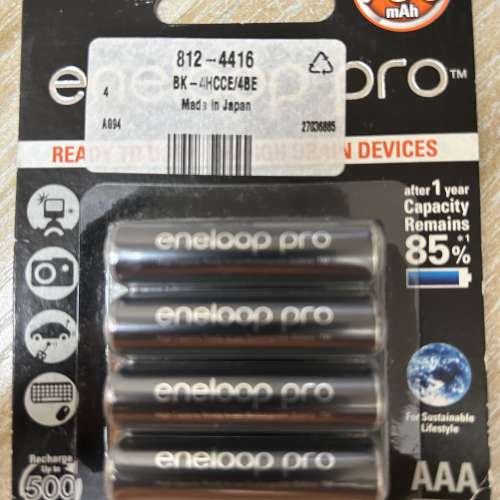 mAh
812-4416
eneloop pro™
4
BK-4HCCE/4BE
Made in Japan
A094
27036885
READY TO U
N DEVICES
after 1 year
Capacity
Remains
85%*1
eneloop pro
eneloop pro
eneloop pro
eneloop pro
For Sustainable
Lifestyle
Recharge
Up to
500
AAA